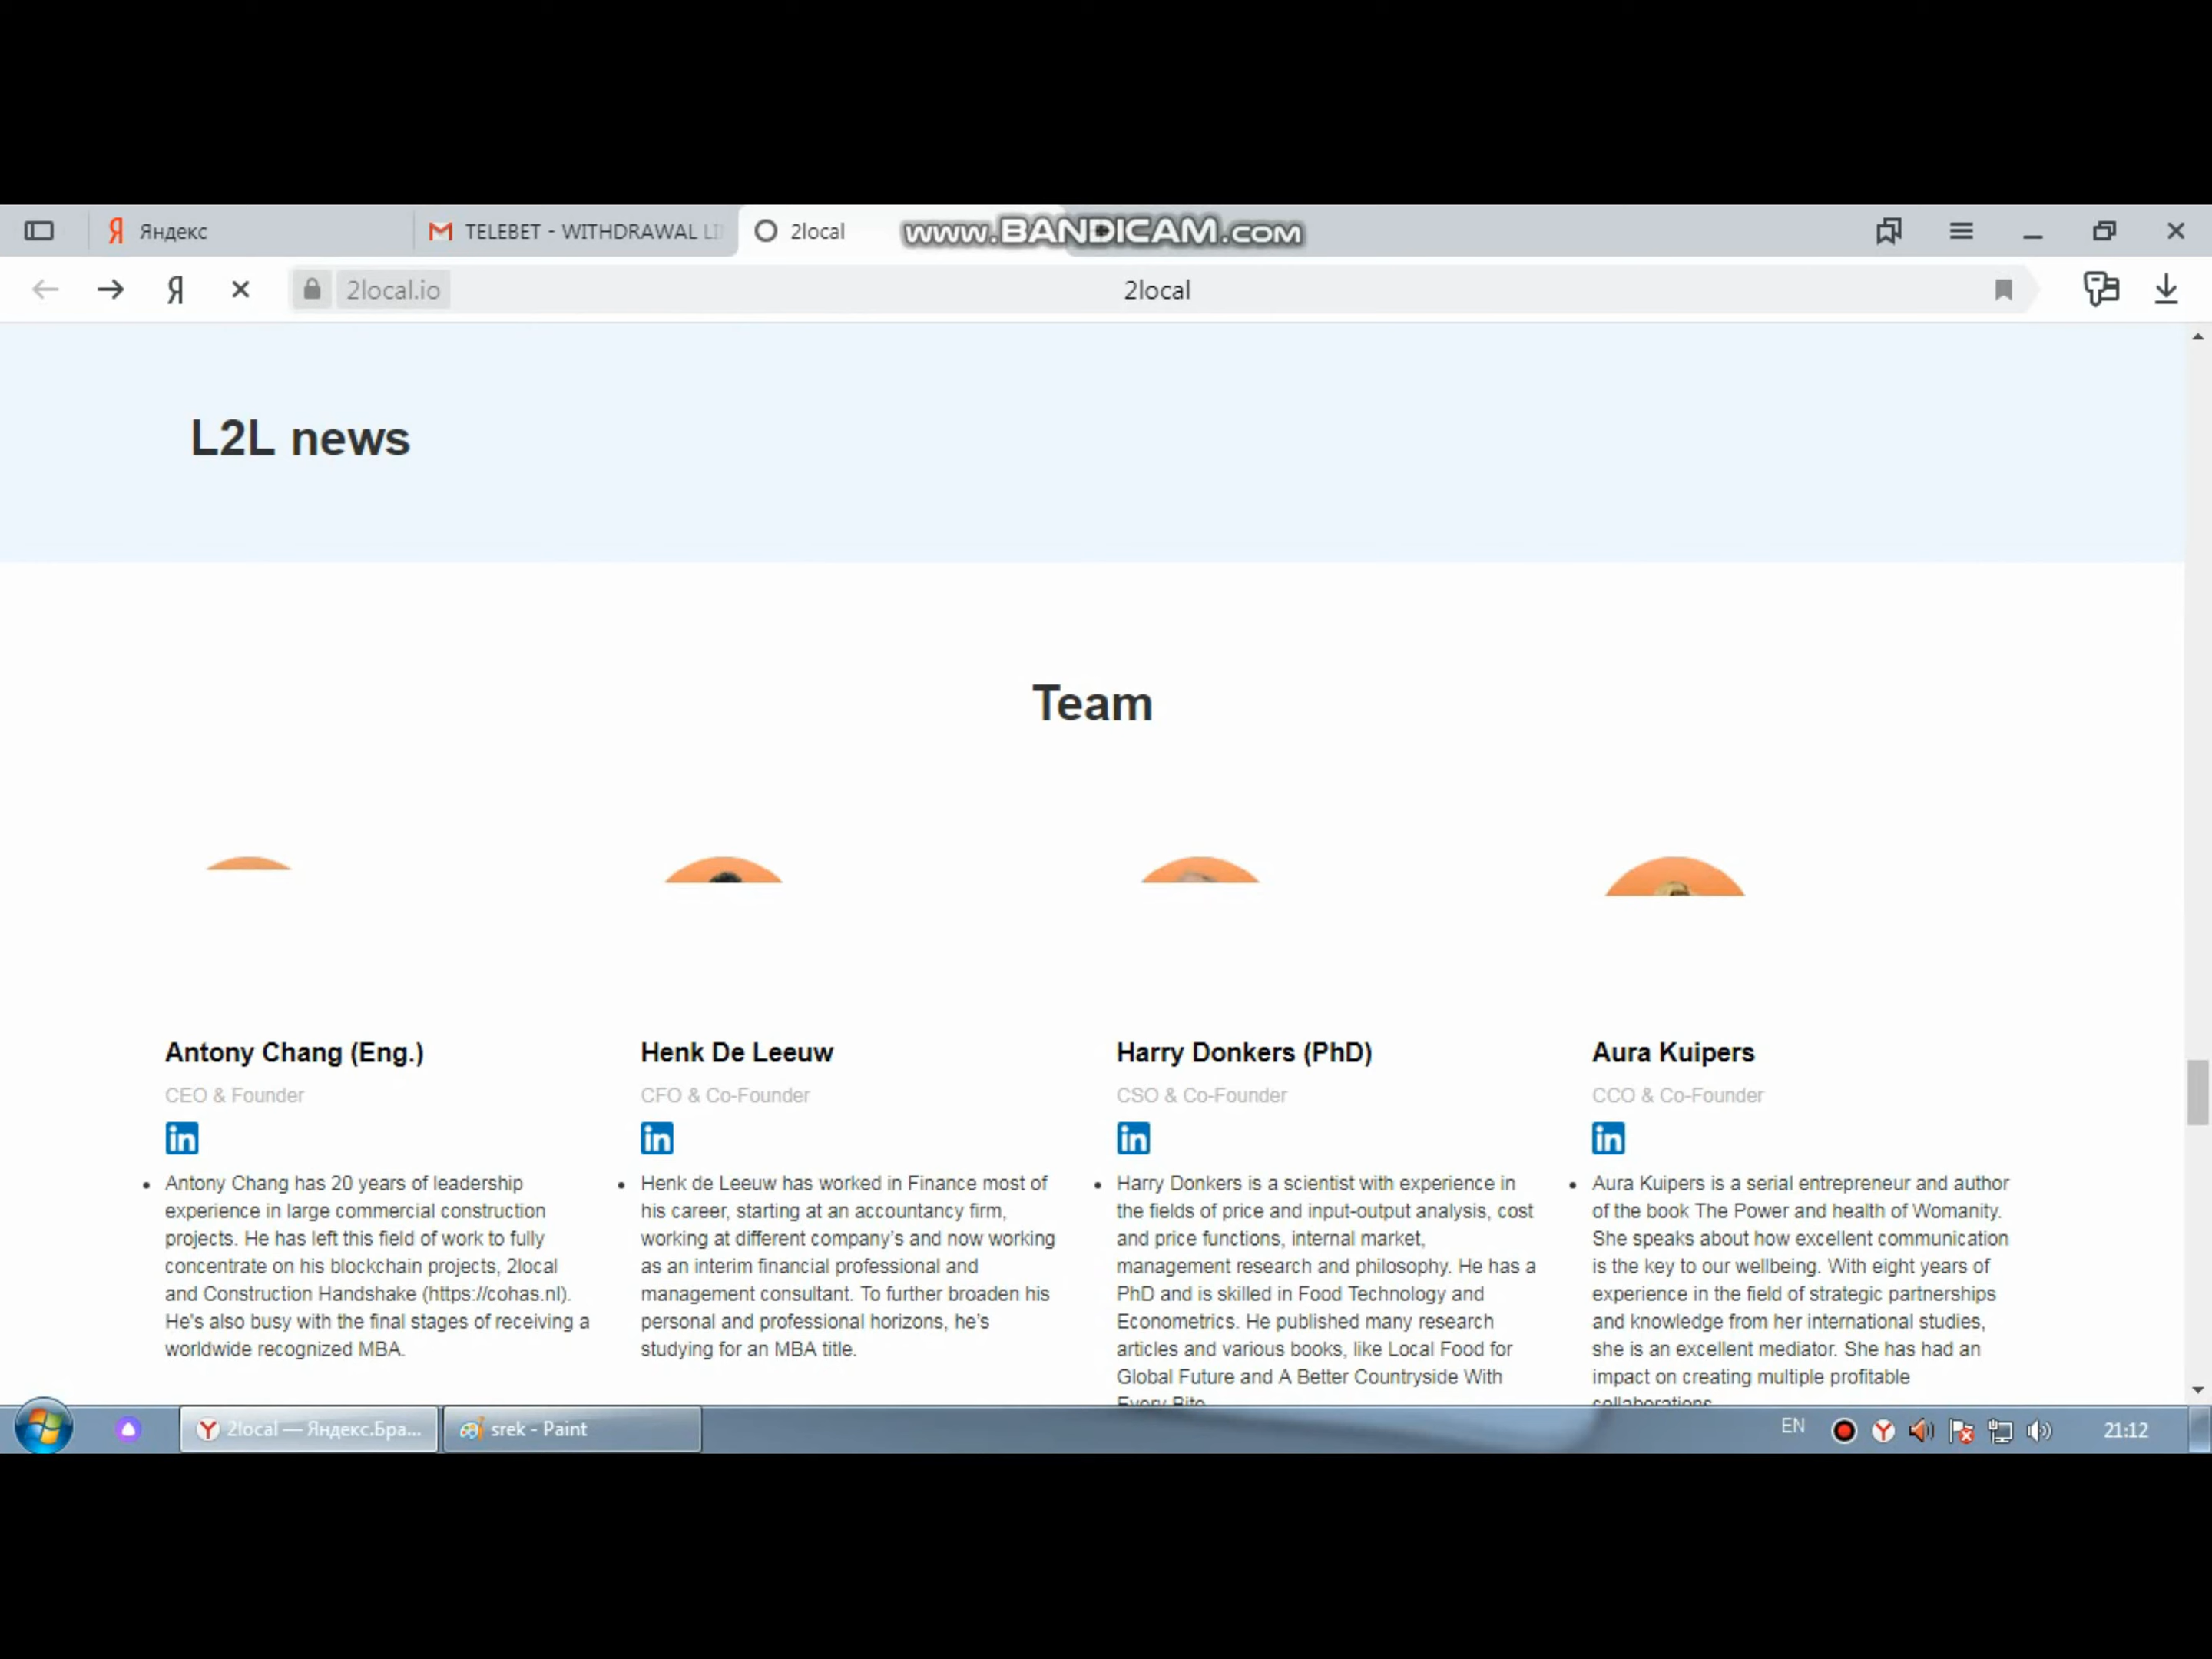 Яндекс
TELEBET - WITHDRAWAL LI
2local
www.BANDICAM.com
Я
2local.io
2local
L2L news
Team
Antony Chang (Eng.)
CEO & Founder
in
Antony Chang has 20 years of leadership
experience in large commercial construction
projects. He has left this field of work to fully
concentrate on his blockchain projects, 2local
and Construction Handshake (https://cohas.nl).
He's also busy with the final stages of receiving a
worldwide recognized MBA.
Henk De Leeuw
CFO & Co-Founder
in
Henk de Leeuw has worked in Finance most of
his career, starting at an accountancy firm,
working at different company's and now working
as an interim financial professional and
management consultant. To further broaden his
personal and professional horizons, he's
studying for an MBA title.
Harry Donkers (PhD)
CSO & Co-Founder
in
Harry Donkers is a scientist with experience in
the fields of price and input-output analysis, cost
and price functions, internal market,
management research and philosophy. He has a
PhD and is skilled in Food Technology and
Econometrics. He published many research
articles and various books, like Local Food for
Global Future and A Better Countryside With
Every Bite
Aura Kuipers
CCO & Co-Founder
in
Aura Kuipers is a serial entrepreneur and author
of the book The Power and health of Womanity.
She speaks about how excellent communication
is the key to our wellbeing. With eight years of
experience in the field of strategic partnerships
and knowledge from her international studies,
she is an excellent mediator. She has had an
impact on creating multiple profitable
collaborations
2local — Яндекс.Бра...
srek - Paint
EN
21:12